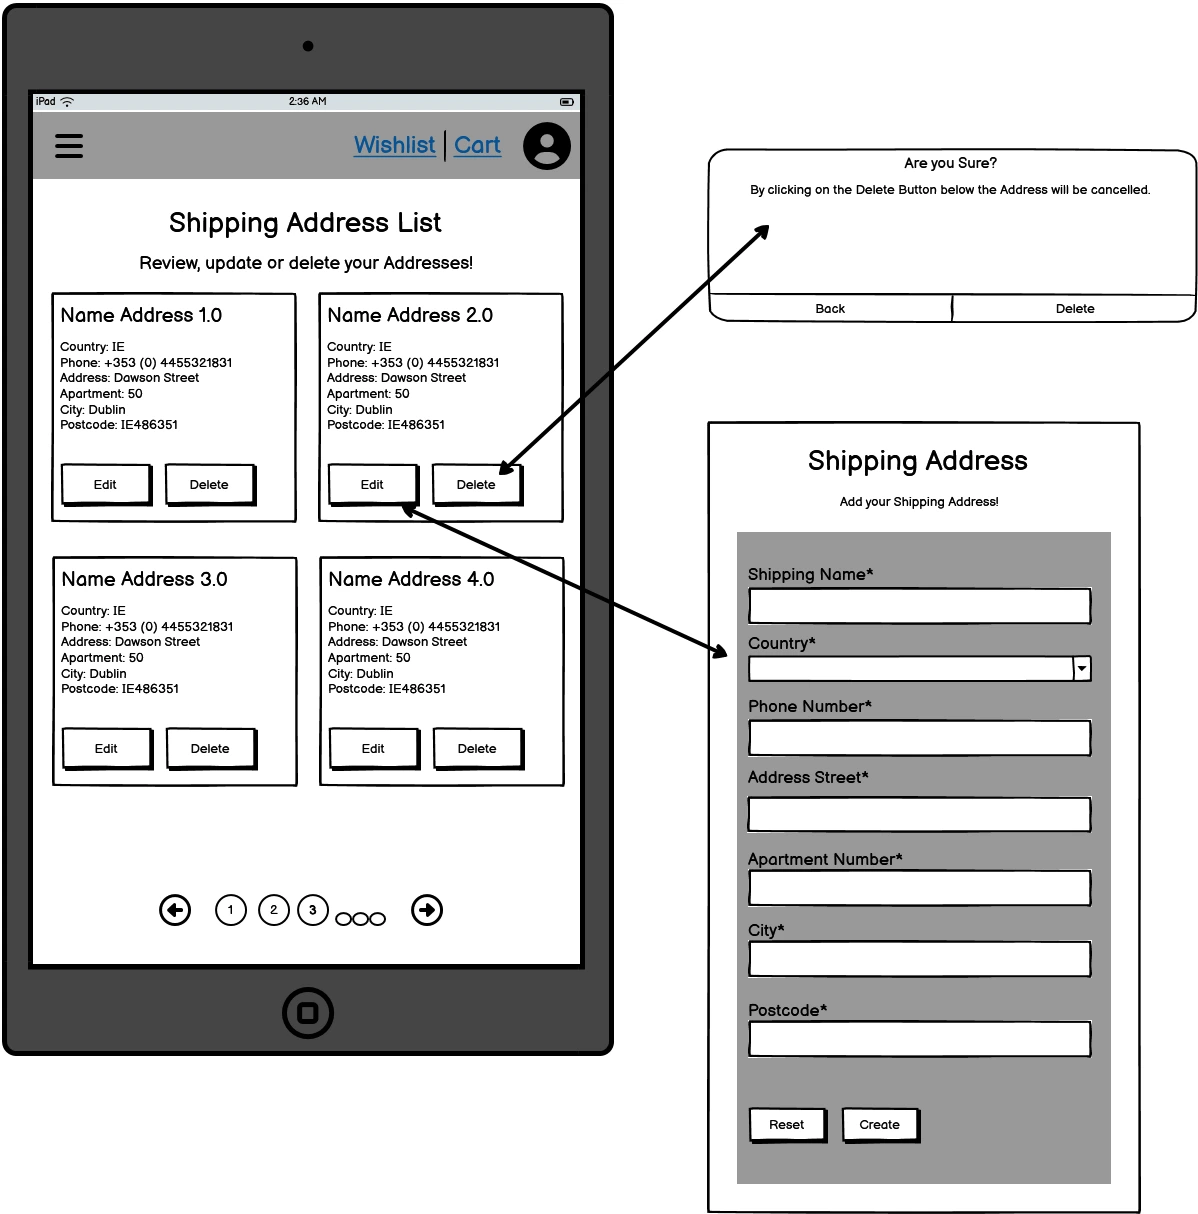 iPad
2:36 AM
Wishlist | Cart
Shipping Address List
Review, update or delete your Addresses!
Name Address 1.0
Country: IE
Phone: +353 (0) 4455321831
Address: Dawson Street
Apartment: 50
City: Dublin
Postcode: IE486351
Edit
Delete
Name Address 2.0
Country: IE
Phone: +353 (0) 4455321831
Address: Dawson Street
Apartment: 50
City: Dublin
Postcode: IE486351
Edit
Delete
Name Address 3.0
Country: IE
Phone: +353 (0) 4455321831
Address: Dawson Street
Apartment: 50
City: Dublin
Postcode: IE486351
Edit
Delete
Name Address 4.0
Country: IE
Phone: +353 (0) 4455321831
Address: Dawson Street
Apartment: 50
City: Dublin
Postcode: IE486351
Edit
Delete
1 2 3
Are you Sure?
By clicking on the Delete Button below the Address will be cancelled.
Back
Delete
Shipping Address
Add your Shipping Address!
Shipping Name*
Country*
Phone Number*
Address Street*
Apartment Number*
City*
Postcode*
Reset
Create